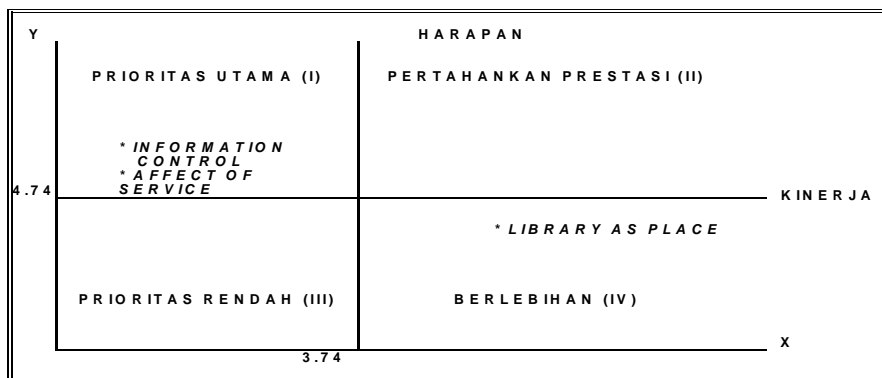 Y HARAPAN
PRIORITAS UTAMA (I) PERTAHANKAN PRESTASI (II)
* INFORMATION
CONTROL
* AFFECT OF
SERVICE
4.74
KINERJA
* LIBRARY AS PLACE
PRIORITAS RENDAH (III) BERLEBIHAN (IV)
X
3.74